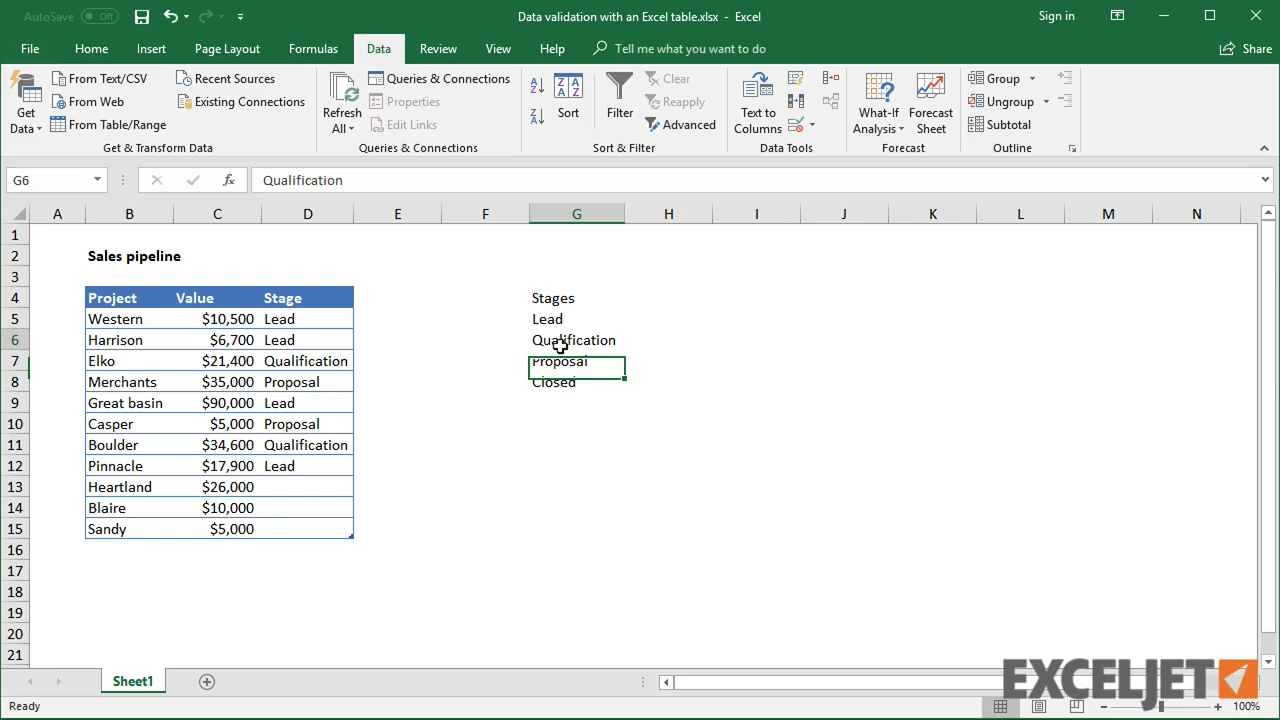 AutoSave Off
Data validation with an Excel table.xlsx - Excel
Sign in
File Home Insert Page Layout Formulas Data Review View Help Tell me what you want to do Share
Get Data
From Text/CSV
From Web
From Table/Range
Recent Sources
Existing Connections
Get & Transform Data
Refresh All
Queries & Connections
Properties
Edit Links
Queries & Connections
Sort
Filter
Clear
Reapply
Advanced
Sort & Filter
Text to Columns
Data Tools
What-If Analysis
Forecast Sheet
Forecast
Group
Ungroup
Subtotal
Outline
G6 fx Qualification
A B C D E F G H I J K L M N
1
2 Sales pipeline
3
4 Project Value Stage Stages
5 Western $10,500 Lead Lead
6 Harrison $6,700 Lead Qualification
7 Elko $21,400 Qualification Proposal
8 Merchants $35,000 Proposal Closed
9 Great basin $90,000 Lead
10 Casper $5,000 Proposal
11 Boulder $34,600 Qualification
12 Pinnacle $17,900 Lead
13 Heartland $26,000
14 Blaire $10,000
15 Sandy $5,000
16
17
18
19
20
21
Sheet1
EXCELJET
Ready
100%